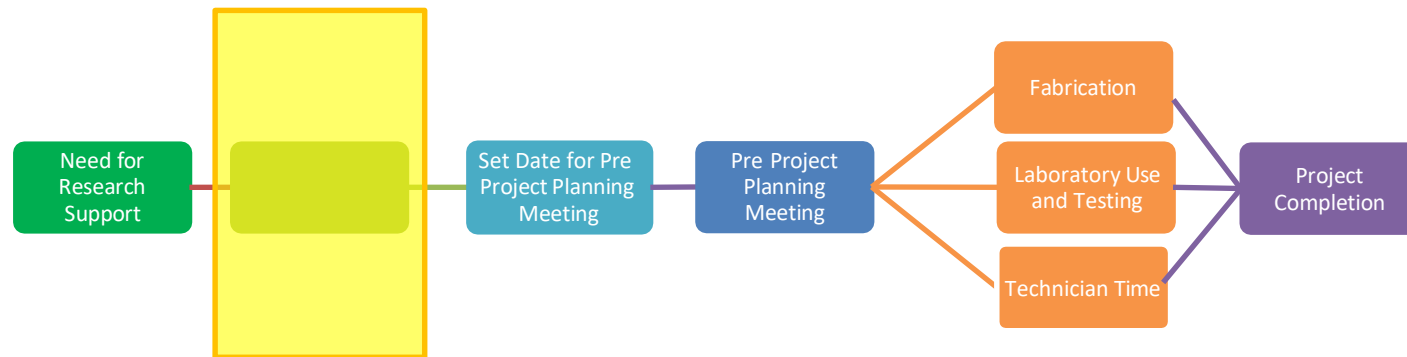 Need for
Research
Support
Set Date for Pre
Project Planning
Meeting
Pre Project
Planning
Meeting
Fabrication
Laboratory Use
and Testing
Technician Time
Project
Completion